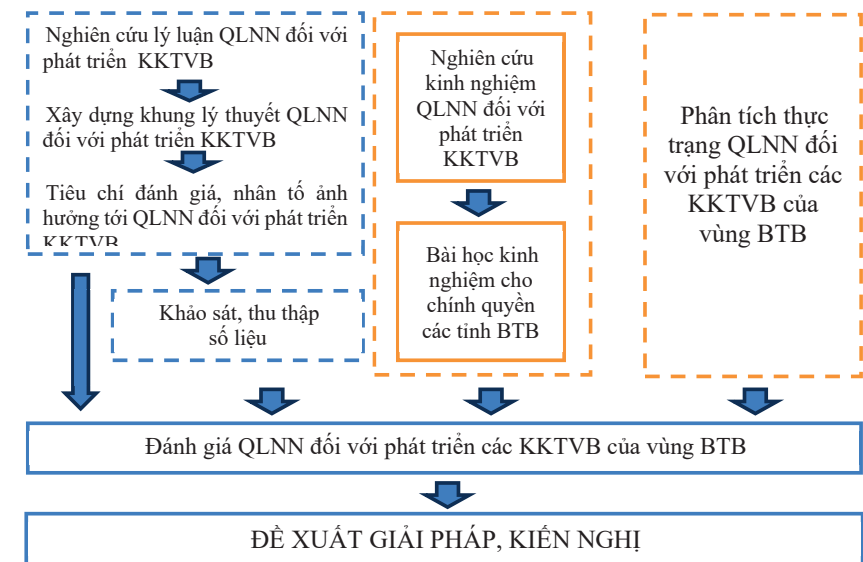 Nghiên cứu lý luận QLNN đối với
phát triển KKTVB
Xây dựng khung lý thuyết QLNN
đối với phát triển KKTVB
Tiêu chí đánh giá, nhân tố ảnh
hưởng tới QLNN đối với phát triển
KKTVB
Khảo sát, thu thập
số liệu
Nghiên cứu
kinh nghiệm
QLNN đối với
phát triển
KKTVB
Bài học kinh
nghiệm cho
chính quyền
các tỉnh BTB
Phân tích thực
trạng QLNN đối
với phát triển các
KKTVB của
vùng BTB
Đánh giá QLNN đối với phát triển các KKTVB của vùng BTB
ĐỀ XUẤT GIẢI PHÁP, KIẾN NGHỊ